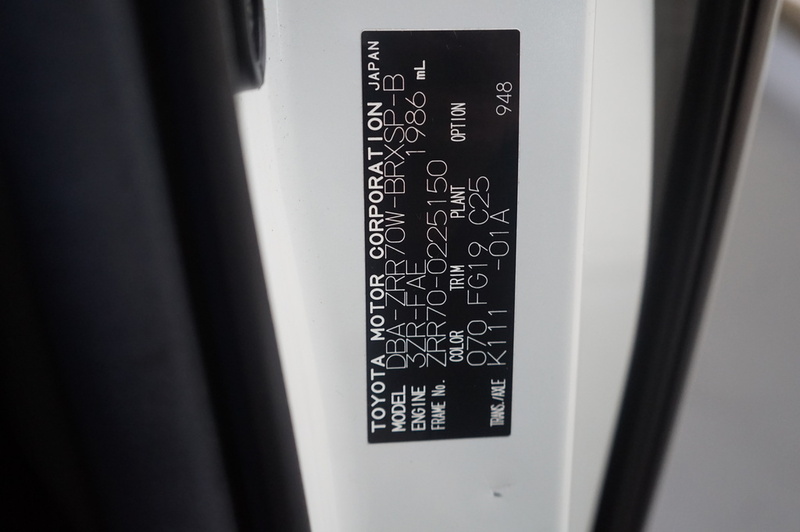 TOYOTA MOTOR CORPORATION JAPAN
MODEL DBA-ZRR70W-BRXSP-B
ENGINE 3ZR-FAE 1986 mL
FRAME No. ZRR70-0225150
COLOR TRIM PLANT OPTION
070 FG19 C25
TRANS./AXLE K111 -01A 948